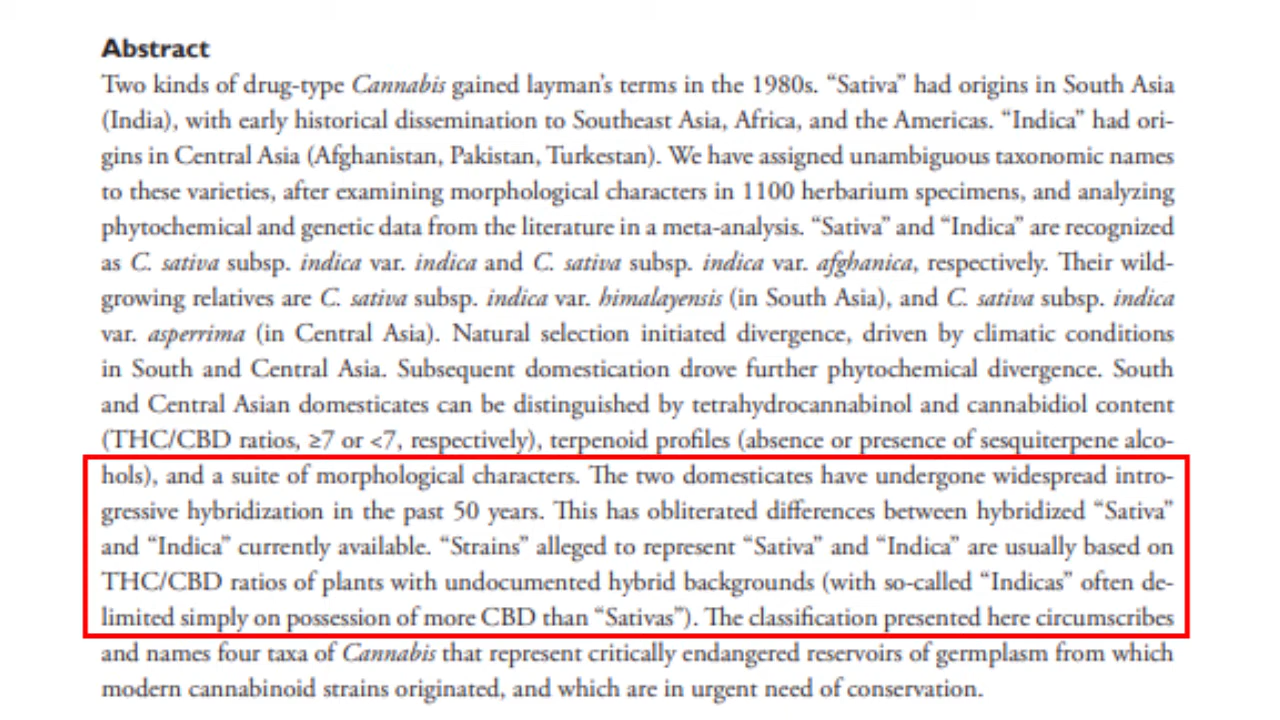 Abstract
Two kinds of drug-type Cannabis gained layman's terms in the 1980s. “Sativa” had origins in South Asia
(India), with early historical dissemination to Southeast Asia, Africa, and the Americas. “Indica” had ori-
gins in Central Asia (Afghanistan, Pakistan, Turkestan). We have assigned unambiguous taxonomic names
to these varieties, after examining morphological characters in 1100 herbarium specimens, and analyzing
phytochemical and genetic data from the literature in a meta-analysis. “Sativa” and “Indica” are recognized
as C. sativa subsp. indica var. indica and C. sativa subsp. indica var. afghanica, respectively. Their wild-
growing relatives are C. sativa subsp. indica var. himalayensis (in South Asia), and C. sativa subsp. indica
var. asperrima (in Central Asia). Natural selection initiated divergence, driven by climatic conditions
in South and Central Asia. Subsequent domestication drove further phytochemical divergence. South
and Central Asian domesticates can be distinguished by tetrahydrocannabinol and cannabidiol content
(THC/CBD ratios, ≥7 or <7, respectively), terpenoid profiles (absence or presence of sesquiterpene alco-
hols), and a suite of morphological characters. The two domesticates have undergone widespread intro-
gressive hybridization in the past 50 years. This has obliterated differences between hybridized “Sativa”
and “Indica” currently available. “Strains” alleged to represent “Sativa” and “Indica” are usually based on
THC/CBD ratios of plants with undocumented hybrid backgrounds (with so-called “Indicas” often de-
limited simply on possession of more CBD than “Sativas”). The classification presented here circumscribes
and names four taxa of Cannabis that represent critically endangered reservoirs of germplasm from which
modern cannabinoid strains originated, and which are in urgent need of conservation.